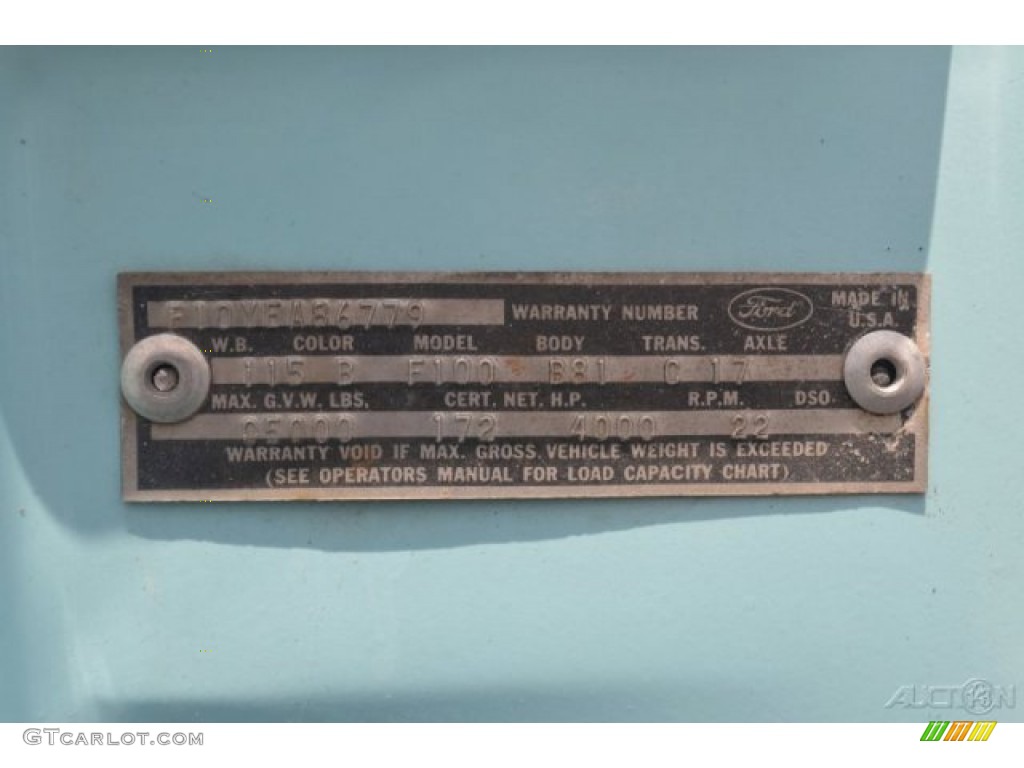 F10YEA86779 WARRANTY NUMBER Ford MADE IN U.S.A.
W.B. COLOR MODEL BODY TRANS. AXLE
115 B F100 B81 C 17
MAX. G.V.W. LBS. CERT. NET. H.P. R.P.M. DSO
05000 172 4000 22
WARRANTY VOID IF MAX. GROSS VEHICLE WEIGHT IS EXCEEDED
(SEE OPERATORS MANUAL FOR LOAD CAPACITY CHART)
AUCTION 123
GTCARLOT.COM